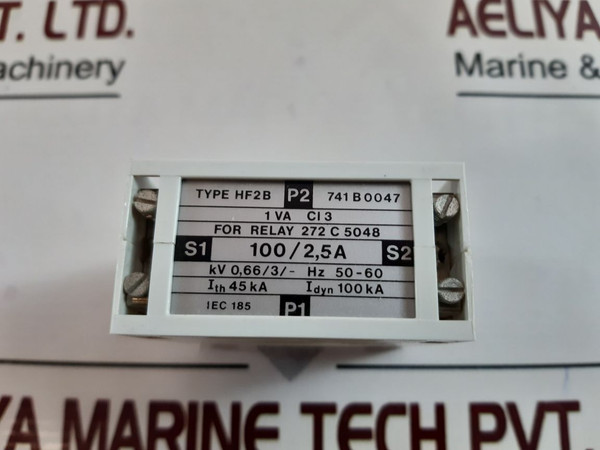 T. LTD.
AELIYA
achinery
Marine &
TYPE HF2B P2 741 B 0047
1 VA Cl 3
FOR RELAY 272 C 5048
S1 100/2,5A S2
kV 0,66/3/- Hz 50-60
Ith 45 kA Idyn 100 kA
IEC 185 P1
YA MARINE TECH PVT.